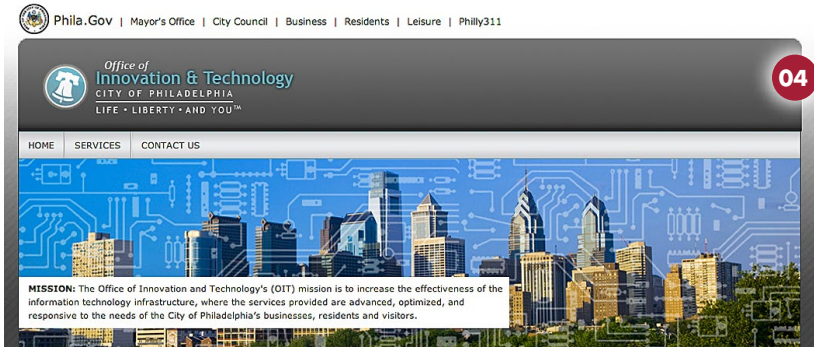 Phila.Gov | Mayor's Office | City Council | Business | Residents | Leisure | Philly311
Office of
Innovation & Technology
CITY OF PHILADELPHIA
LIFE • LIBERTY • AND YOU™
04
HOME SERVICES CONTACT US
MISSION: The Office of Innovation and Technology's (OIT) mission is to increase the effectiveness of the
information technology infrastructure, where the services provided are advanced, optimized, and
responsive to the needs of the City of Philadelphia's businesses, residents and visitors.